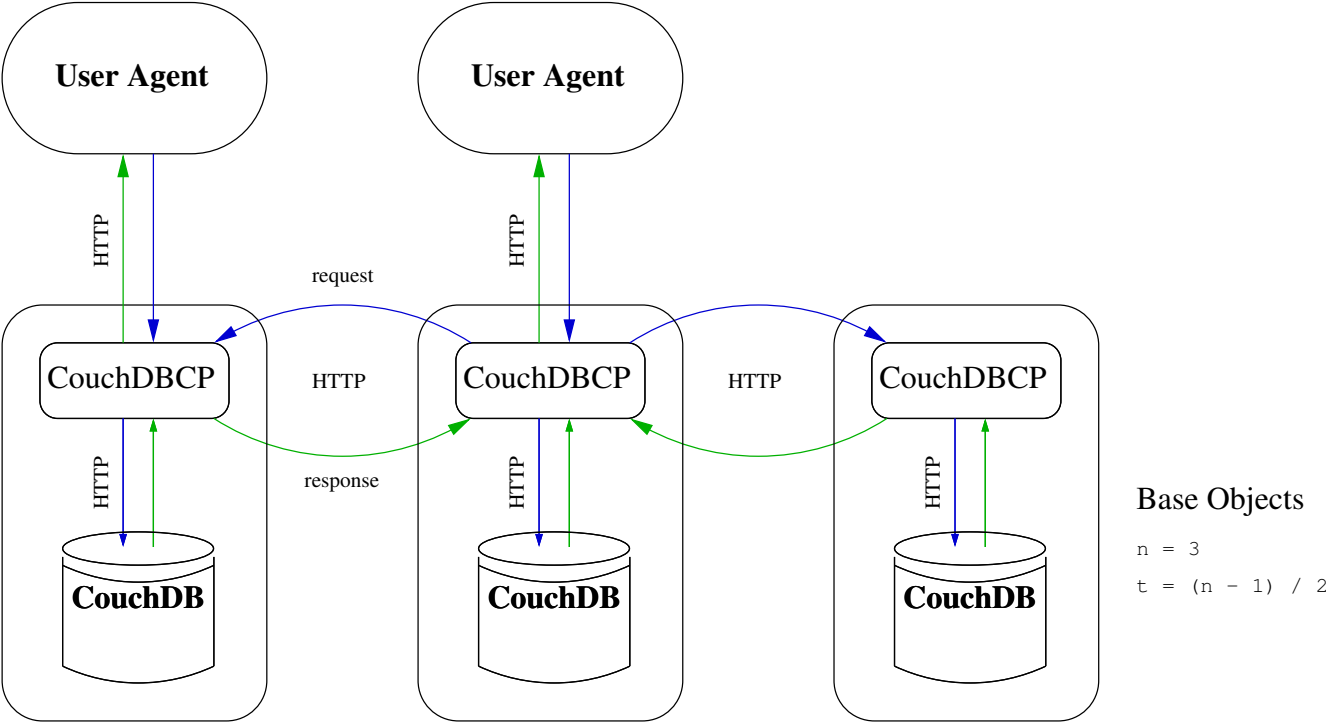 User Agent
User Agent
HTTP
HTTP
request
CouchDBCP
HTTP
CouchDBCP
HTTP
CouchDBCP
HTTP
response
HTTP
HTTP
CouchDB
CouchDB
CouchDB
Base Objects
n = 3
t = (n - 1) / 2